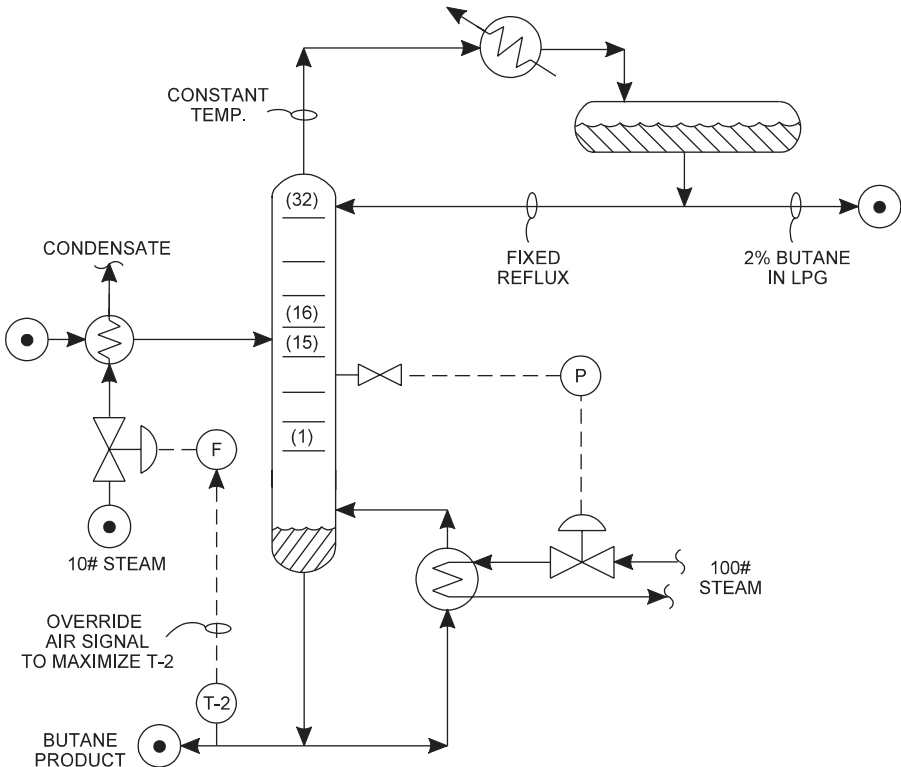 CONSTANT
TEMP.
(32)
CONDENSATE
FIXED
REFLUX
2% BUTANE
IN LPG
(16)
(15)
P
(1)
F
10# STEAM
100#
STEAM
OVERRIDE
AIR SIGNAL
TO MAXIMIZE T-2
T-2
BUTANE
PRODUCT